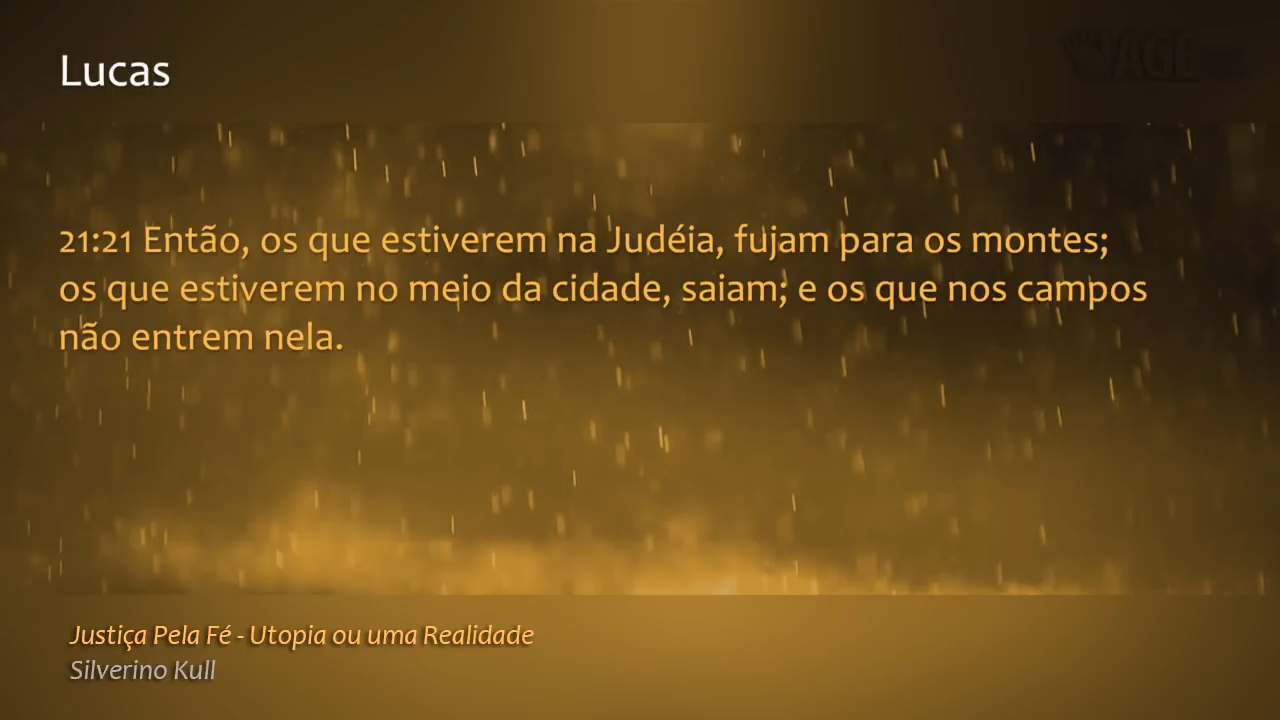 Lucas
21:21 Então, os que estiverem na Judéia, fujam para os montes;
os que estiverem no meio da cidade, saiam; e os que nos campos
não entrem nela.
Justiça Pela Fé - Utopia ou uma Realidade
Silverino Kull